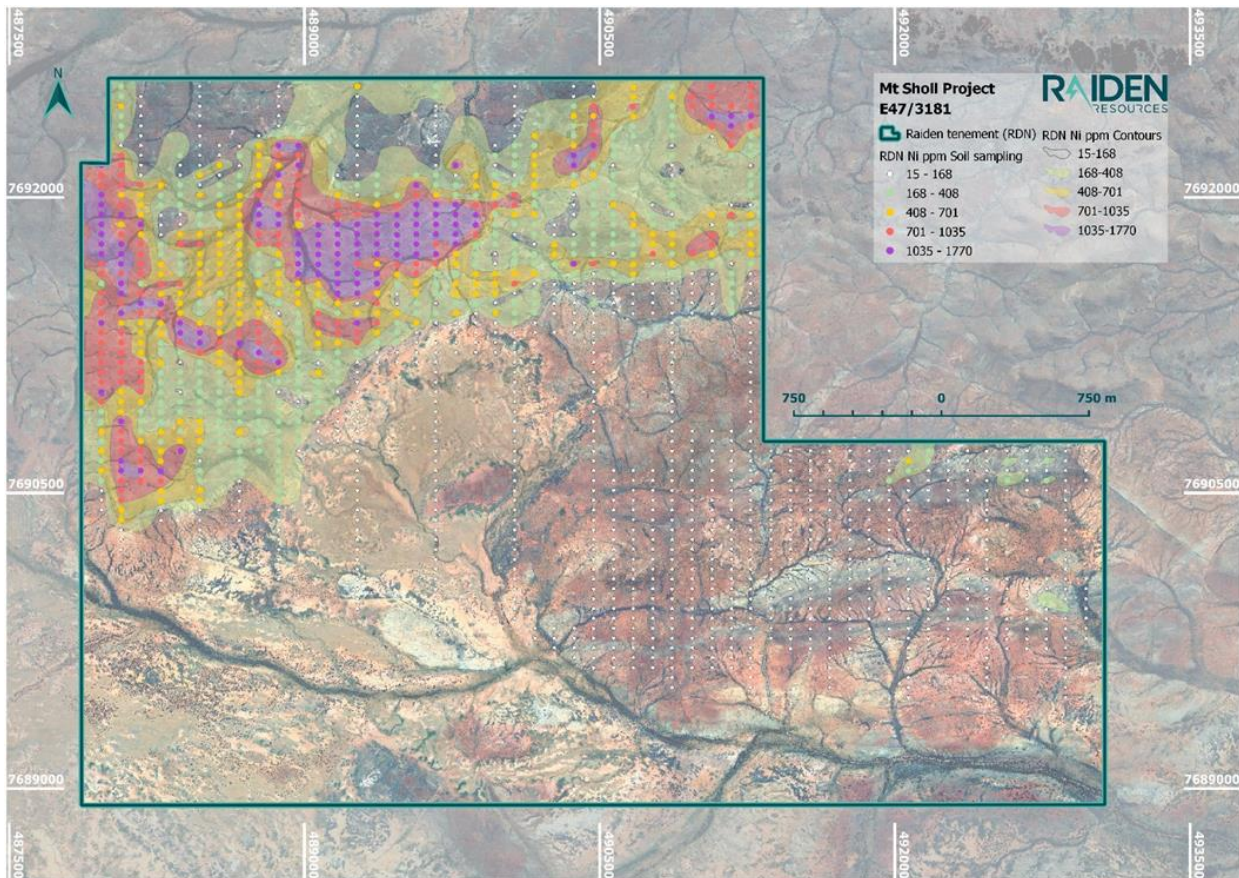 487500
489000
490500
492000
493500
N
Mt Sholl Project
E47/3181
RAIDEN
RESOURCES
Raiden tenement (RDN)
RDN Ni ppm Soil sampling
15 - 168
168 - 408
408 - 701
701 - 1035
1035 - 1770
RDN Ni ppm Contours
15-168
168-408
408-701
701-1035
1035-1770
7692000
7692000
750
0
750 m
7690500
7690500
7689000
7689000
487500
489000
490500
492000
493500